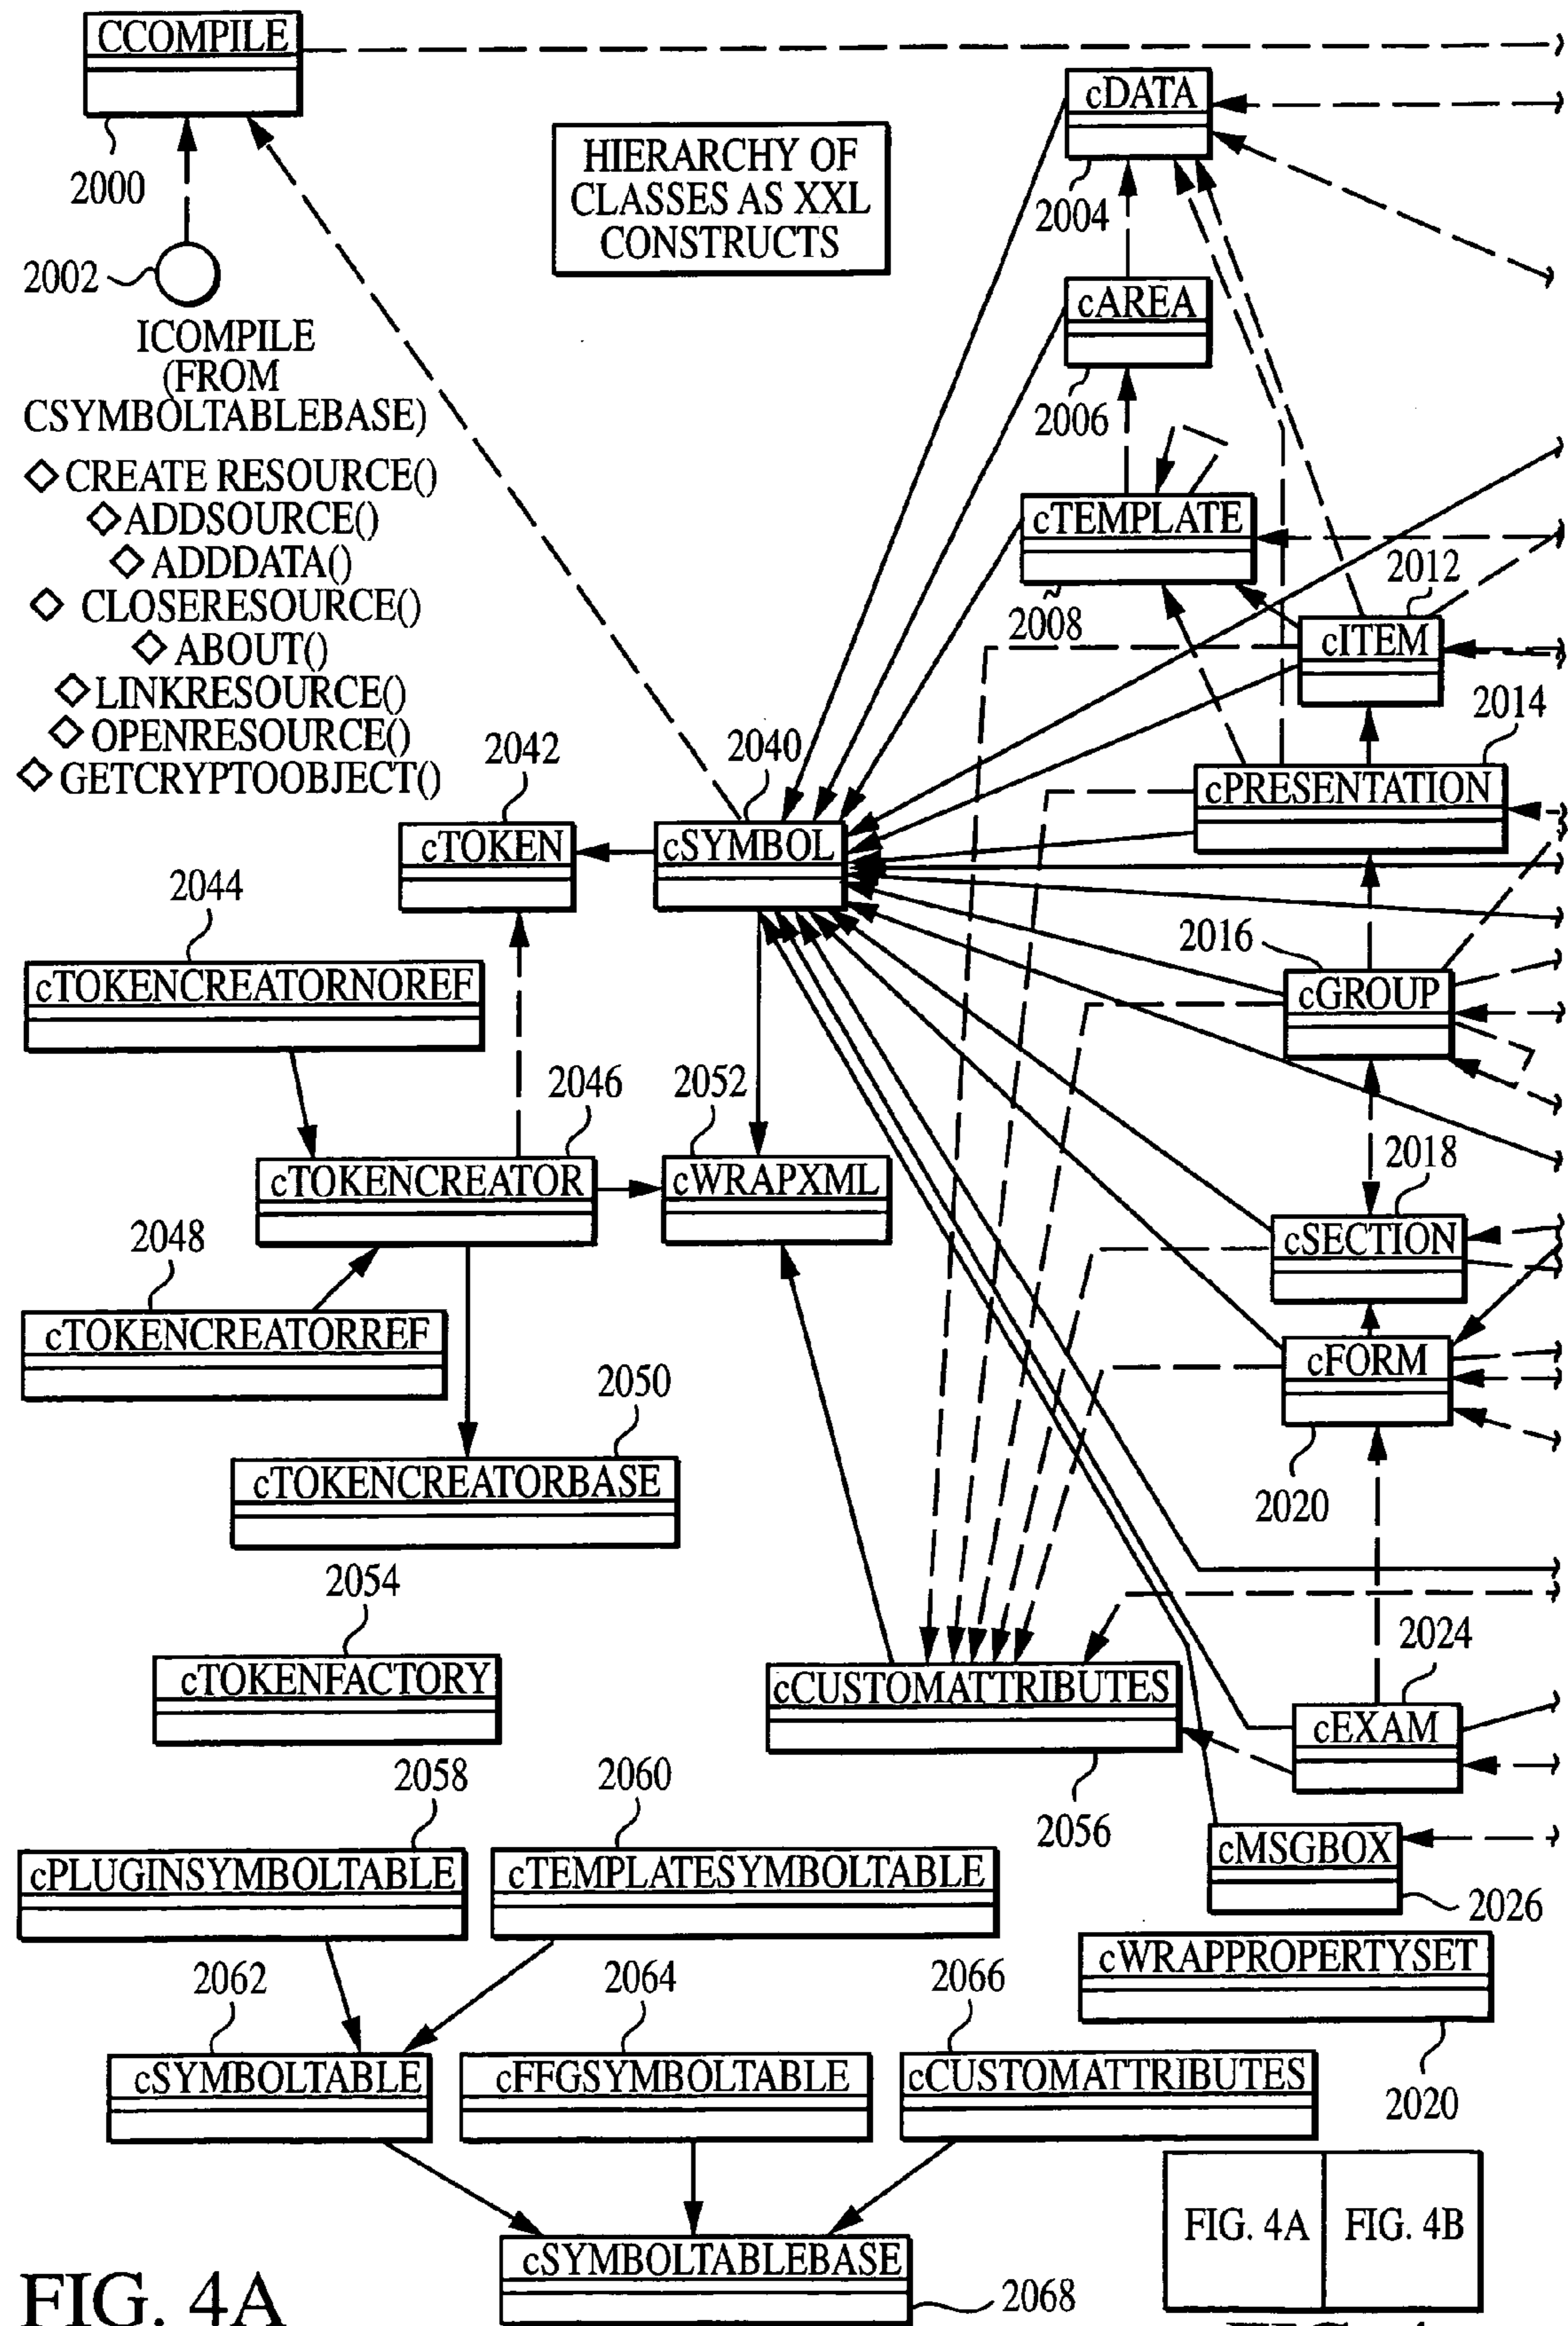 CCOMPILE
2000
2002
ICOMPILE
(FROM
CSYMBOLTABLEBASE)
◇ CREATE RESOURCE()
◇ ADDSOURCE()
◇ ADDDATA()
◇ CLOSERESOURCE()
◇ ABOUT()
◇ LINKRESOURCE()
◇ OPENRESOURCE()
◇ GETCRYPTOOBJECT()
HIERARCHY OF
CLASSES AS XXL
CONSTRUCTS
cDATA
2004
cAREA
2006
cTEMPLATE
2008
2012
cITEM
2014
cPRESENTATION
2016
cGROUP
2018
cSECTION
cFORM
2020
2024
cEXAM
cMSGBOX
2026
cWRAPPROPERTYSET
2020
2042
cTOKEN
2040
cSYMBOL
2044
cTOKENCREATORNOREF
2046
cTOKENCREATOR
2052
cWRAPXML
2048
cTOKENCREATORREF
2050
cTOKENCREATORBASE
2054
cTOKENFACTORY
cCUSTOMATTRIBUTES
2056
2058
cPLUGINSYMBOLTABLE
2060
cTEMPLATESYMBOLTABLE
2062
cSYMBOLTABLE
2064
cFFGSYMBOLTABLE
2066
cCUSTOMATTRIBUTES
cSYMBOLTABLEBASE
2068
FIG. 4A
FIG. 4A
FIG. 4B